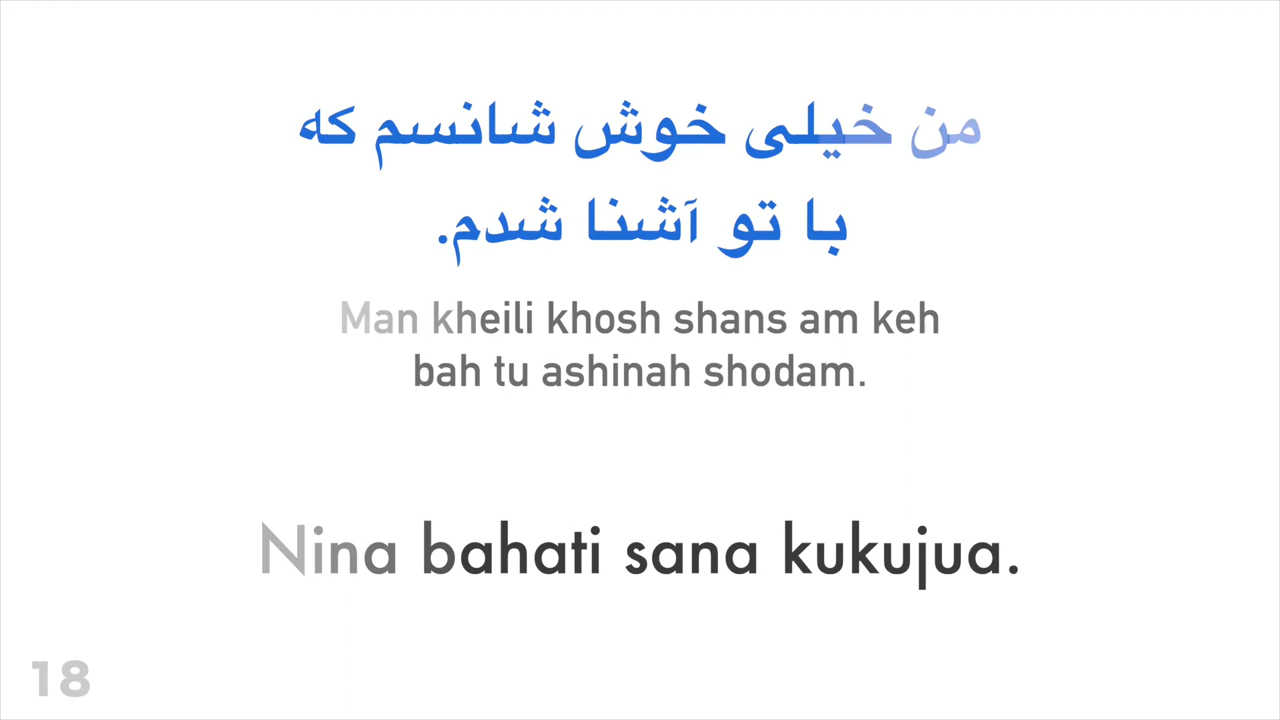 من خیلی خوش شانسم که
با تو آشنا شدم.
Man kheili khosh shans am keh
bah tu ashinah shodam.
Nina bahati sana kukujua.
18